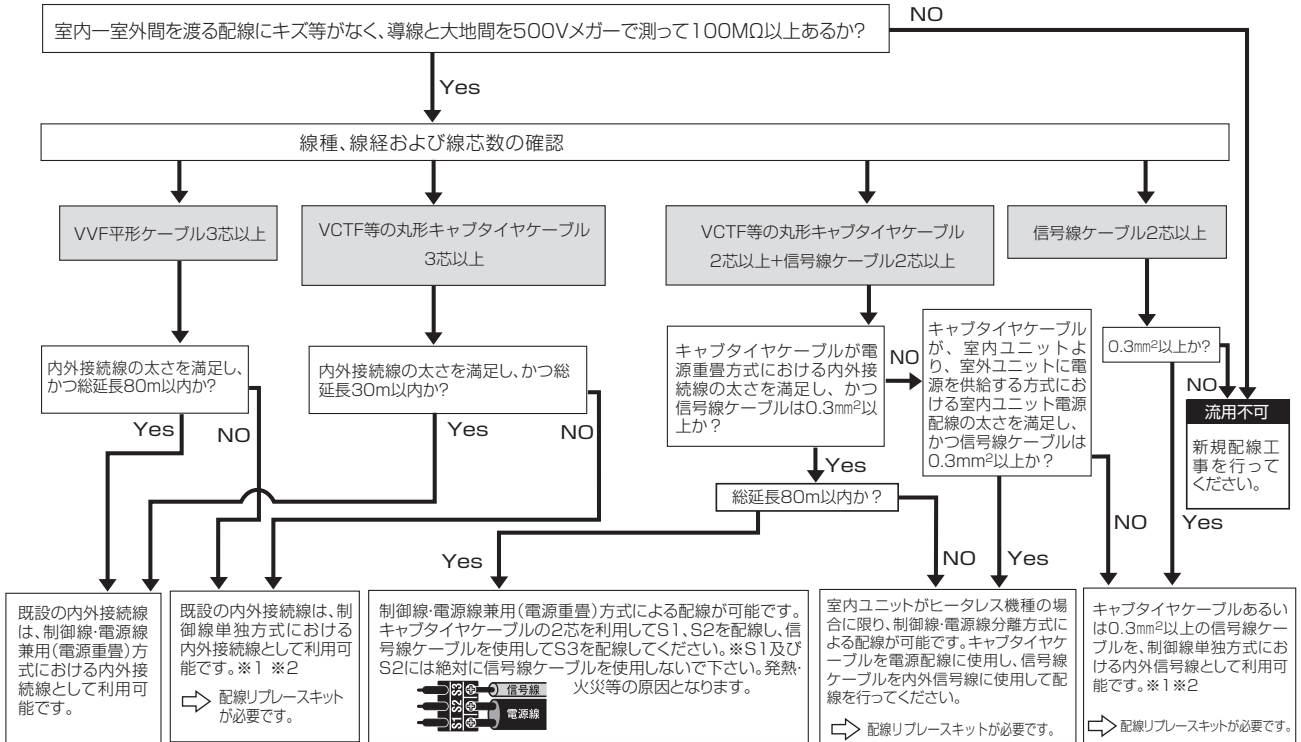 室内ー室外間を渡る配線にキズ等がなく、導線と大地間を500Vメガーで測って100MΩ以上あるか?
NO
Yes
線種、線経および線芯数の確認
VVF平形ケーブル3芯以上
VCTF等の丸形キャブタイヤケーブル
3芯以上
VCTF等の丸形キャブタイヤケーブル
2芯以上+信号線ケーブル2芯以上
信号線ケーブル2芯以上
内外接続線の太さを満足し、
かつ総延長80m以内か?
Yes
NO
内外接続線の太さを満足し、かつ総
延長30m以内か?
Yes
NO
キャブタイヤケーブルが電
源重畳方式における内外接
続線の太さを満足し、かつ
信号線ケーブルは0.3mm²以
上か?
NO
Yes
キャブタイヤケーブル
が、室内ユニットよ
り、室外ユニットに電
源を供給する方式にお
ける室内ユニット電源
配線の太さを満足し、
かつ信号線ケーブルは
0.3mm²以上か?
0.3mm²以上か?
NO
流用不可
新規配線工
事を行って
ください。
総延長80m以内か?
Yes
NO
Yes
NO
Yes
既設の内外接続線
は、制御線・電源線
兼用(電源重畳)方
式における内外接
続線として利用可
能です。
既設の内外接続線は、制
御線単独方式における
内外接続線として利用可
能です。※1 ※2
配線リプレースキット
が必要です。
制御線・電源線兼用(電源重畳)方式による配線が可能です。
キャブタイヤケーブルの2芯を利用してS1、S2を配線し、信
号線ケーブルを使用してS3を配線してください。※S1及び
S2には絶対に信号線ケーブルを使用しないで下さい。発熱・
火災等の原因となります。
S1 S2 S3
信号線
電源線
室内ユニットがヒータレス機種の場
合に限り、制御線・電源線分離方式に
よる配線が可能です。キャブタイヤケ
ーブルを電源配線に使用し、信号線
ケーブルを内外信号線に使用して配
線を行ってください。
配線リプレースキットが必要です。
キャブタイヤケーブルあるい
は0.3mm²以上の信号線ケー
ブルを、制御線単独方式にお
ける内外信号線として利用可
能です。※1※2
配線リプレースキットが必要です。